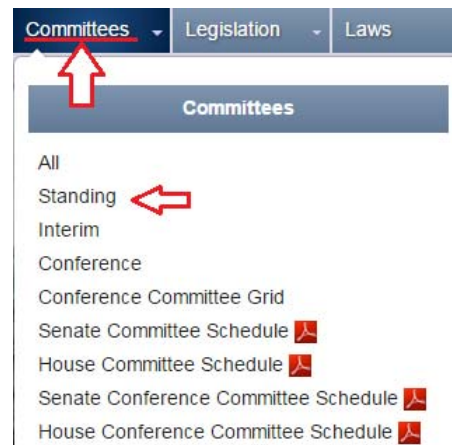 Committees Legislation Laws
Committees
All
Standing
Interim
Conference
Conference Committee Grid
Senate Committee Schedule
House Committee Schedule
Senate Conference Committee Schedule
House Conference Committee Schedule